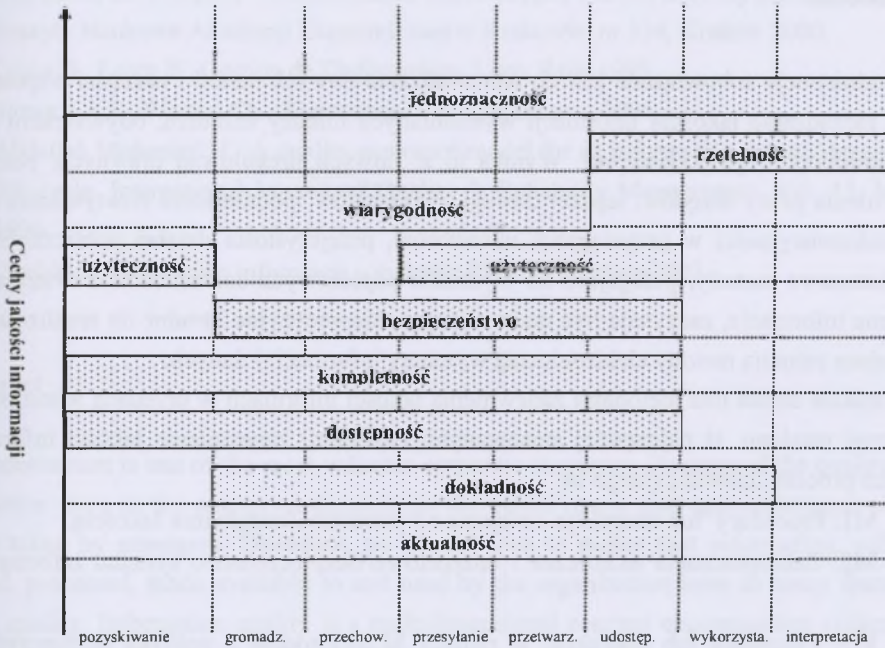 jednoznaczność
rzetelność
wiarygodność
użyteczność
użyteczność
bezpieczeństwo
kompletność
dostępność
dokładność
aktualność
Cechy jakości informacji
pozyskiwanie gromadz. przechow. przesyłanie przetwarz. udostęp. wykorzysta. interpretacja